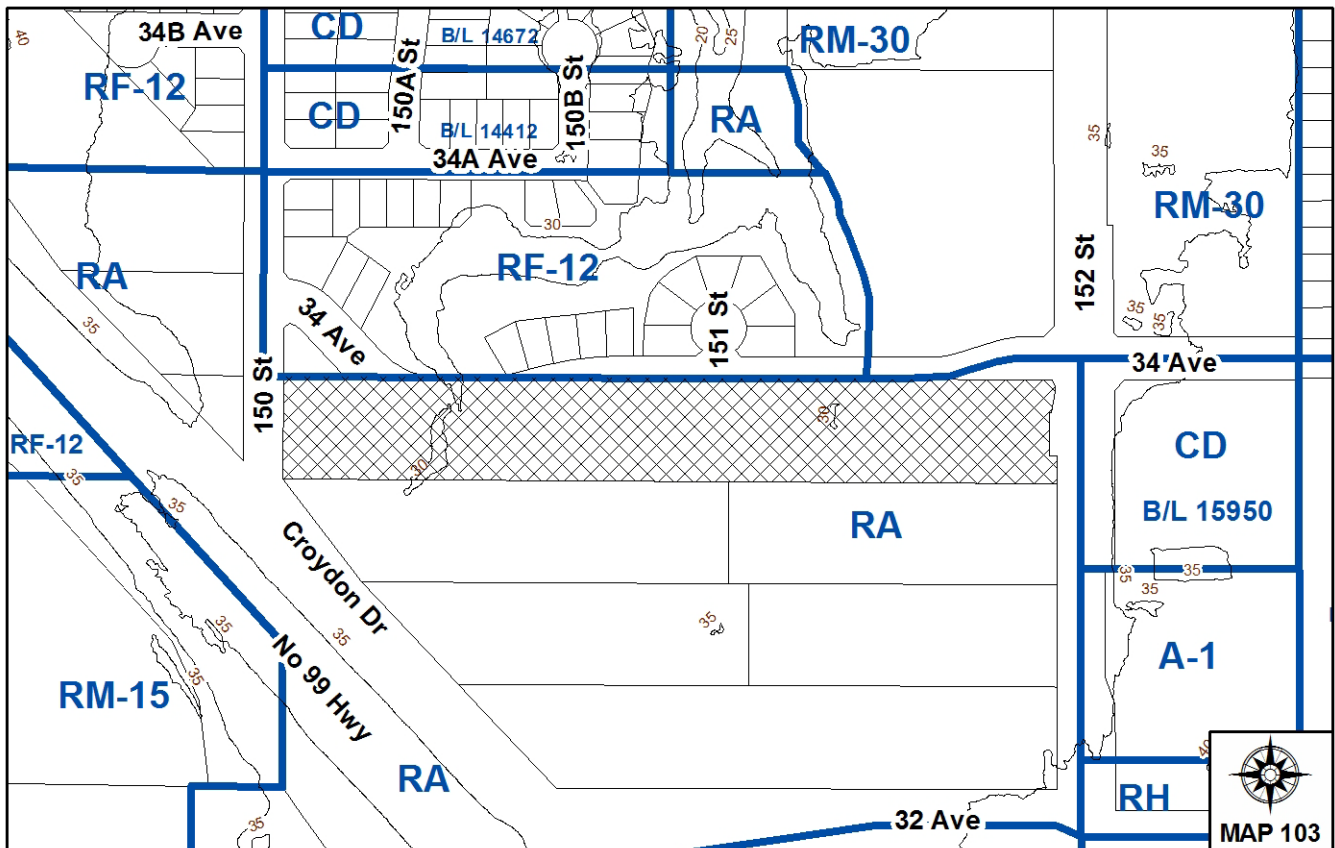 34B Ave
CD
B/L 14672
20
25
RM-30
40
150A St
150B St
RF-12
CD
B/L 14412
RA
35
34A Ave
35
RM-30
30
RF-12
RA
152 St
34 Ave
151 St
35
35
35
150 St
34 Ave
30
RF-12
CD
30
35
35
RA
B/L 15950
Croydon Dr
35
35
35
35
35
35
No 99 Hwy
A-1
RM-15
35
40
RA
RH
32 Ave
35
MAP 103